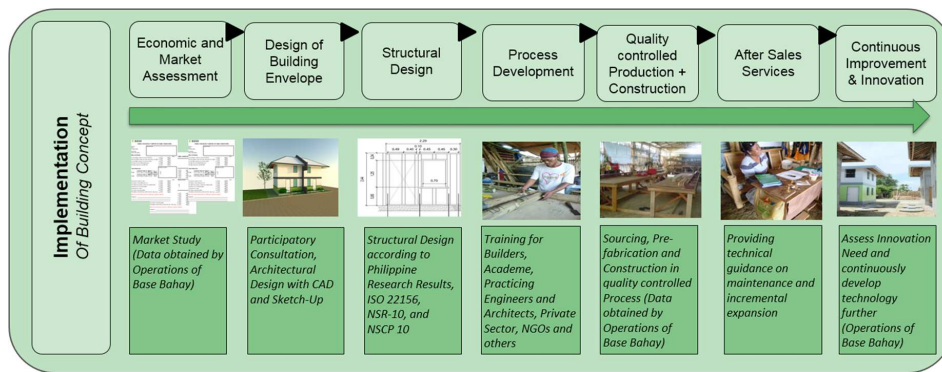 Implementation
Of Building Concept
Economic and
Market
Assessment
Design of
Building
Envelope
Structural
Design
Process
Development
Quality
controlled
Production +
Construction
After Sales
Services
Continuous
Improvement
& Innovation
Market Study
(Data obtained by
Operations of
Base Bahay)
Participatory
Consultation,
Architectural
Design with CAD
and Sketch-Up
Structural Design
according to
Philippine
Research Results,
ISO 22156,
NSR-10, and
NSCP 10
Training for
Builders,
Academe,
Practicing
Engineers and
Architects, Private
Sector, NGOs and
others
Sourcing, Pre-
fabrication and
Construction in
quality controlled
Process (Data
obtained by
Operations of
Base Bahay)
Providing
technical
guidance on
maintenance and
incremental
expansion
Assess Innovation
Need and
continuously
develop
technology
further
(Operations of
Base Bahay)